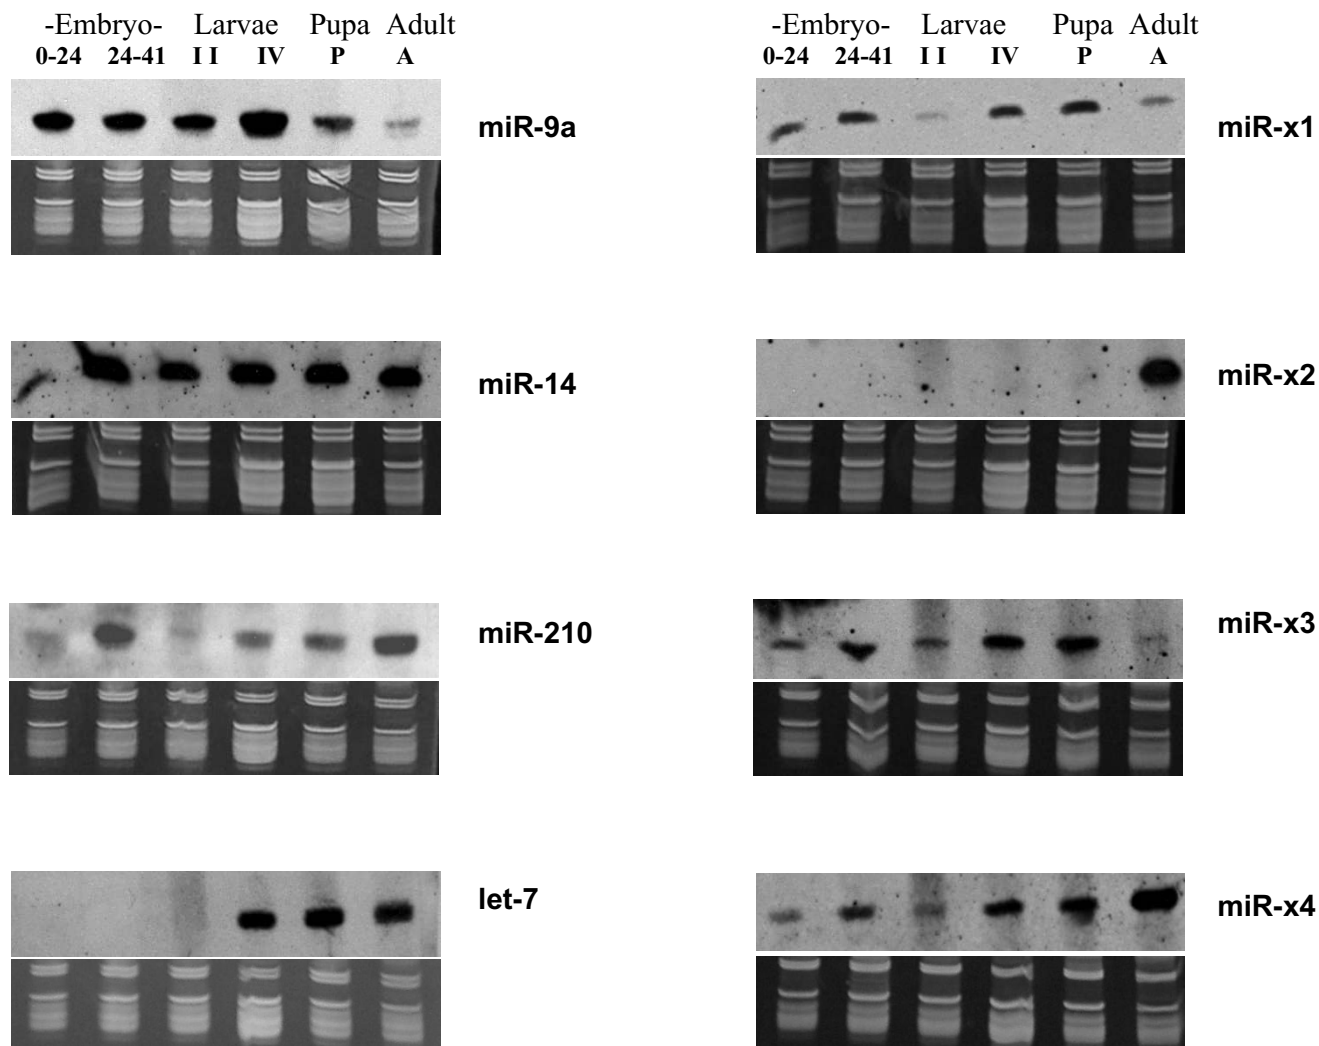 -Embryo- Larvae Pupa Adult
0-24 24-41 I I IV P A
miR-9a
miR-14
miR-210
let-7
-Embryo- Larvae Pupa Adult
0-24 24-41 I I IV P A
miR-x1
miR-x2
miR-x3
miR-x4